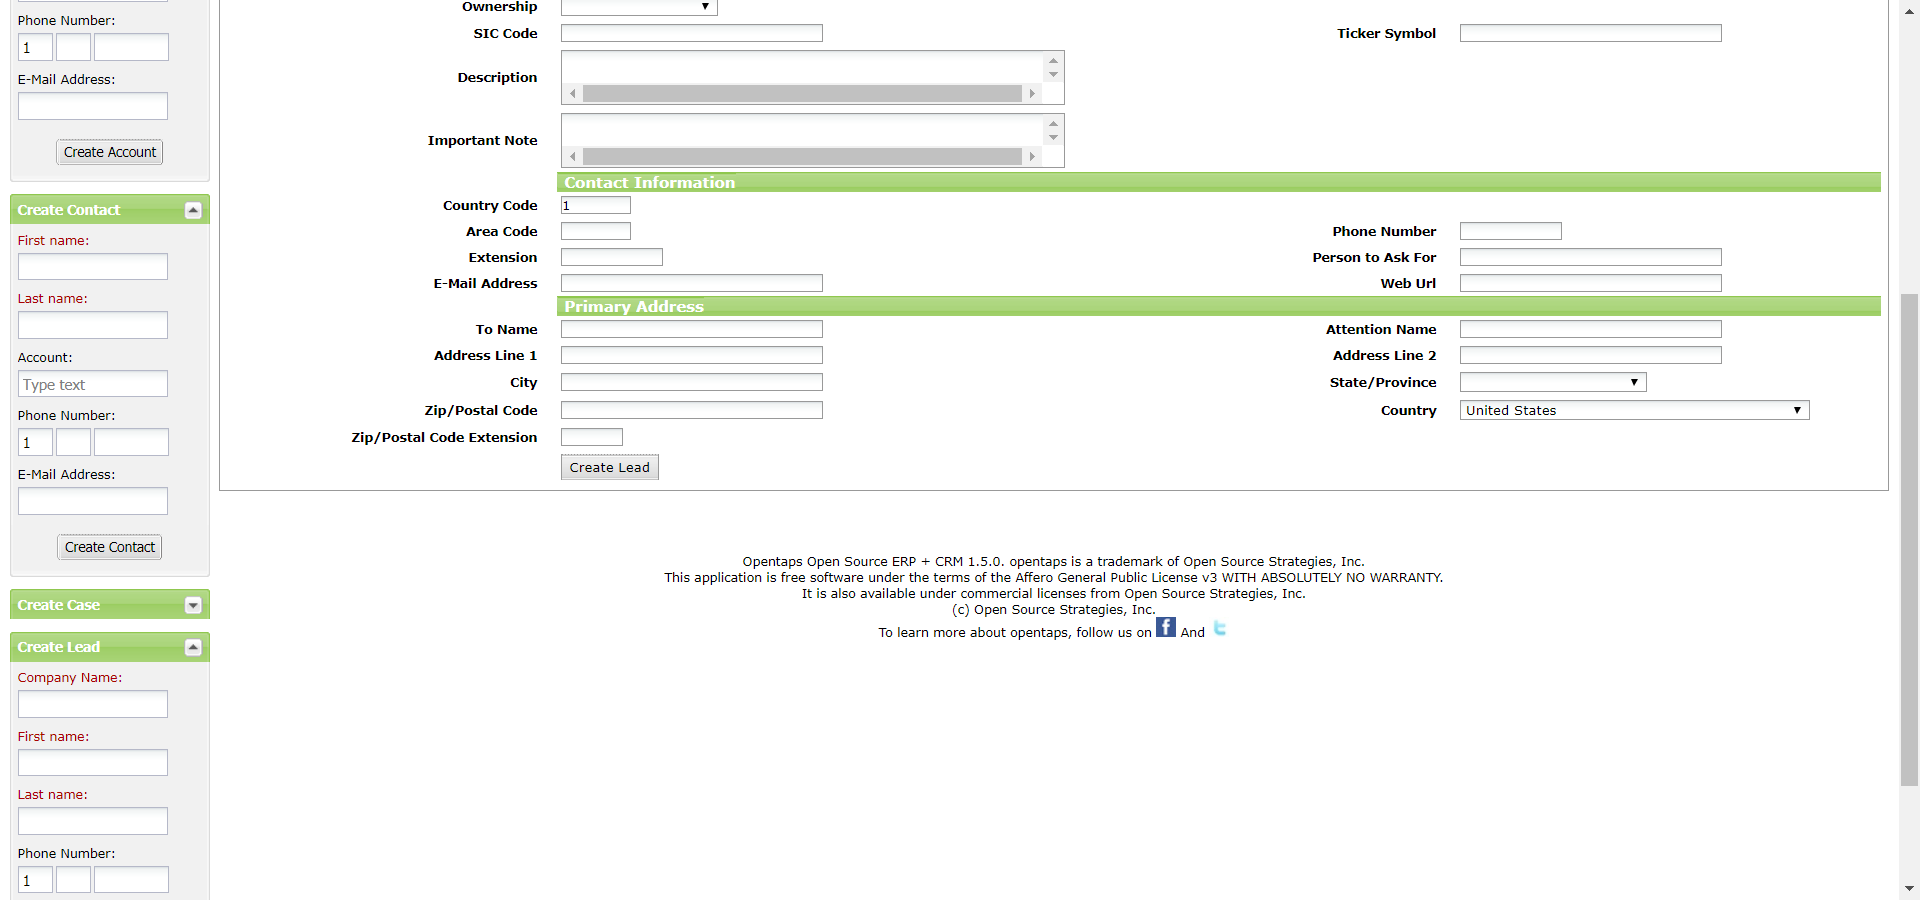 Phone Number:
1
E-Mail Address:
Create Account
Create Contact
First name:
Last name:
Account:
Type text
Phone Number:
1
E-Mail Address:
Create Contact
Create Case
Create Lead
Company Name:
First name:
Last name:
Phone Number:
1
Ownership
SIC Code
Ticker Symbol
Description
Important Note
Contact Information
Country Code
1
Area Code
Phone Number
Extension
Person to Ask For
E-Mail Address
Web Url
Primary Address
To Name
Attention Name
Address Line 1
Address Line 2
City
State/Province
Zip/Postal Code
Country
United States
Zip/Postal Code Extension
Create Lead
Opentaps Open Source ERP + CRM 1.5.0. opentaps is a trademark of Open Source Strategies, Inc.
This application is free software under the terms of the Affero General Public License v3 WITH ABSOLUTELY NO WARRANTY.
It is also available under commercial licenses from Open Source Strategies, Inc.
(c) Open Source Strategies, Inc.
To learn more about opentaps, follow us on f And t